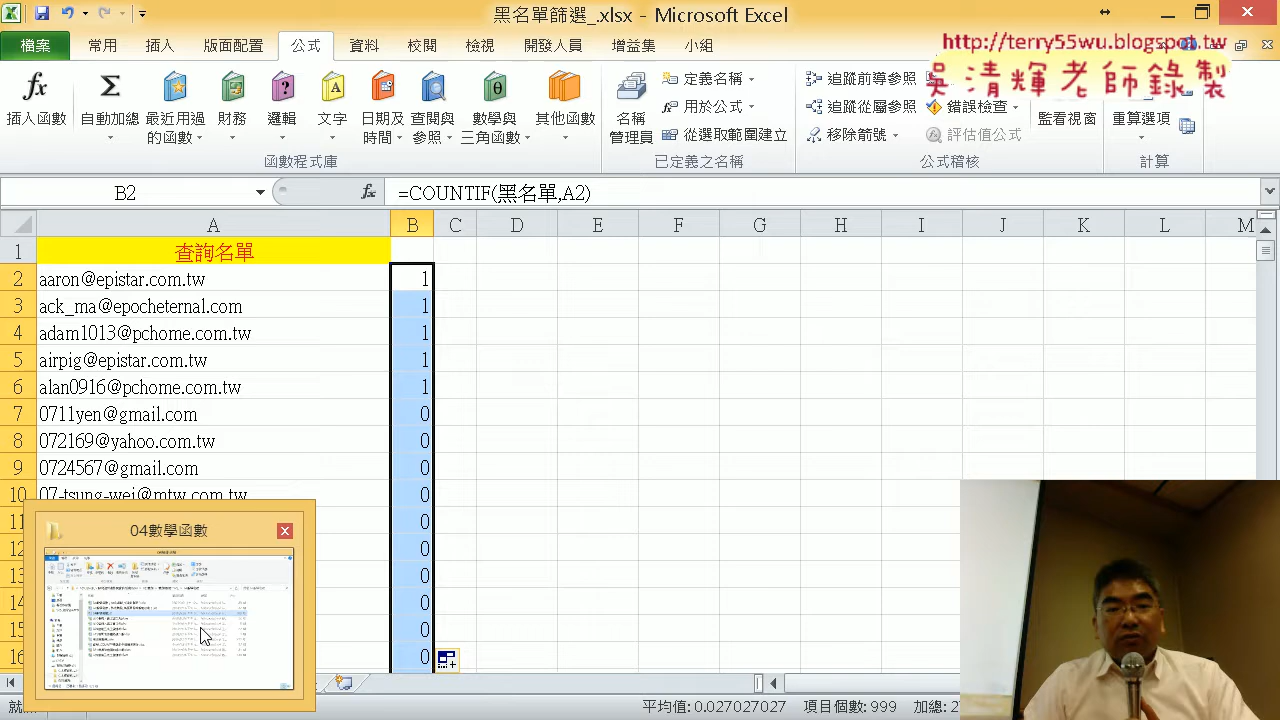 黑名單篩選_.xlsx - Microsoft Excel
檔案 常用 插入 版面配置 公式 資料 校閱 檢視 開發人員 增益集 小組
http://terry55wu.blogspot.tw
吳清輝老師錄製
插入函數 自動加總 最近用過的函數 財務 邏輯 文字 日期及時間 查閱與參照 數學與三角函數 其他函數
函數程式庫
名稱管理員 定義名稱 用於公式 從選取範圍建立
已定義之名稱
追蹤前導參照 追蹤從屬參照 移除箭號 錯誤檢查 評估值公式 監看視窗
公式稽核
重算選項
計算
B2 fx =COUNTIF(黑名單,A2)
A B C D E F G H I J K L M
1 查詢名單
2 aaron@epistar.com.tw 1
3 ack_ma@epocheternal.com 1
4 adam1013@pchome.com.tw 1
5 airpig@epistar.com.tw 1
6 alan0916@pchome.com.tw 1
7 0711yen@gmail.com 0
8 072169@yahoo.com.tw 0
9 0724567@gmail.com 0
10 07-tsung-wei@mtw.com.tw 0
11 0
12 0
13 0
14 0
15 0
16 0
04數學函數
平均值: 0.027027027 項目個數: 999 加總: 2